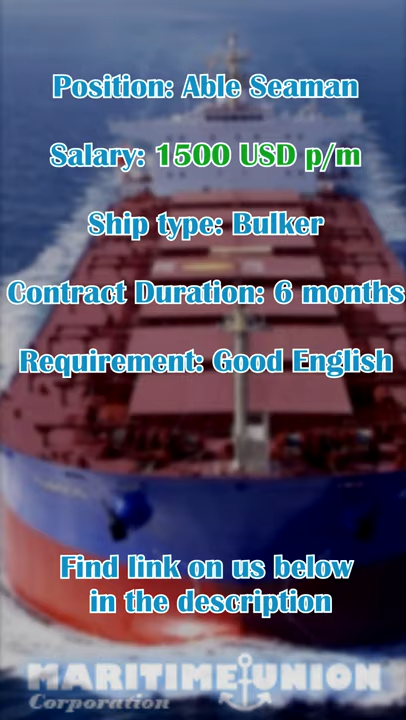 Position: Able Seaman
Salary: 1500 USD p/m
Ship type: Bulker
Contract Duration: 6 months
Requirement: Good English
Find link on us below
in the description
MARITIME UNION
Corporation